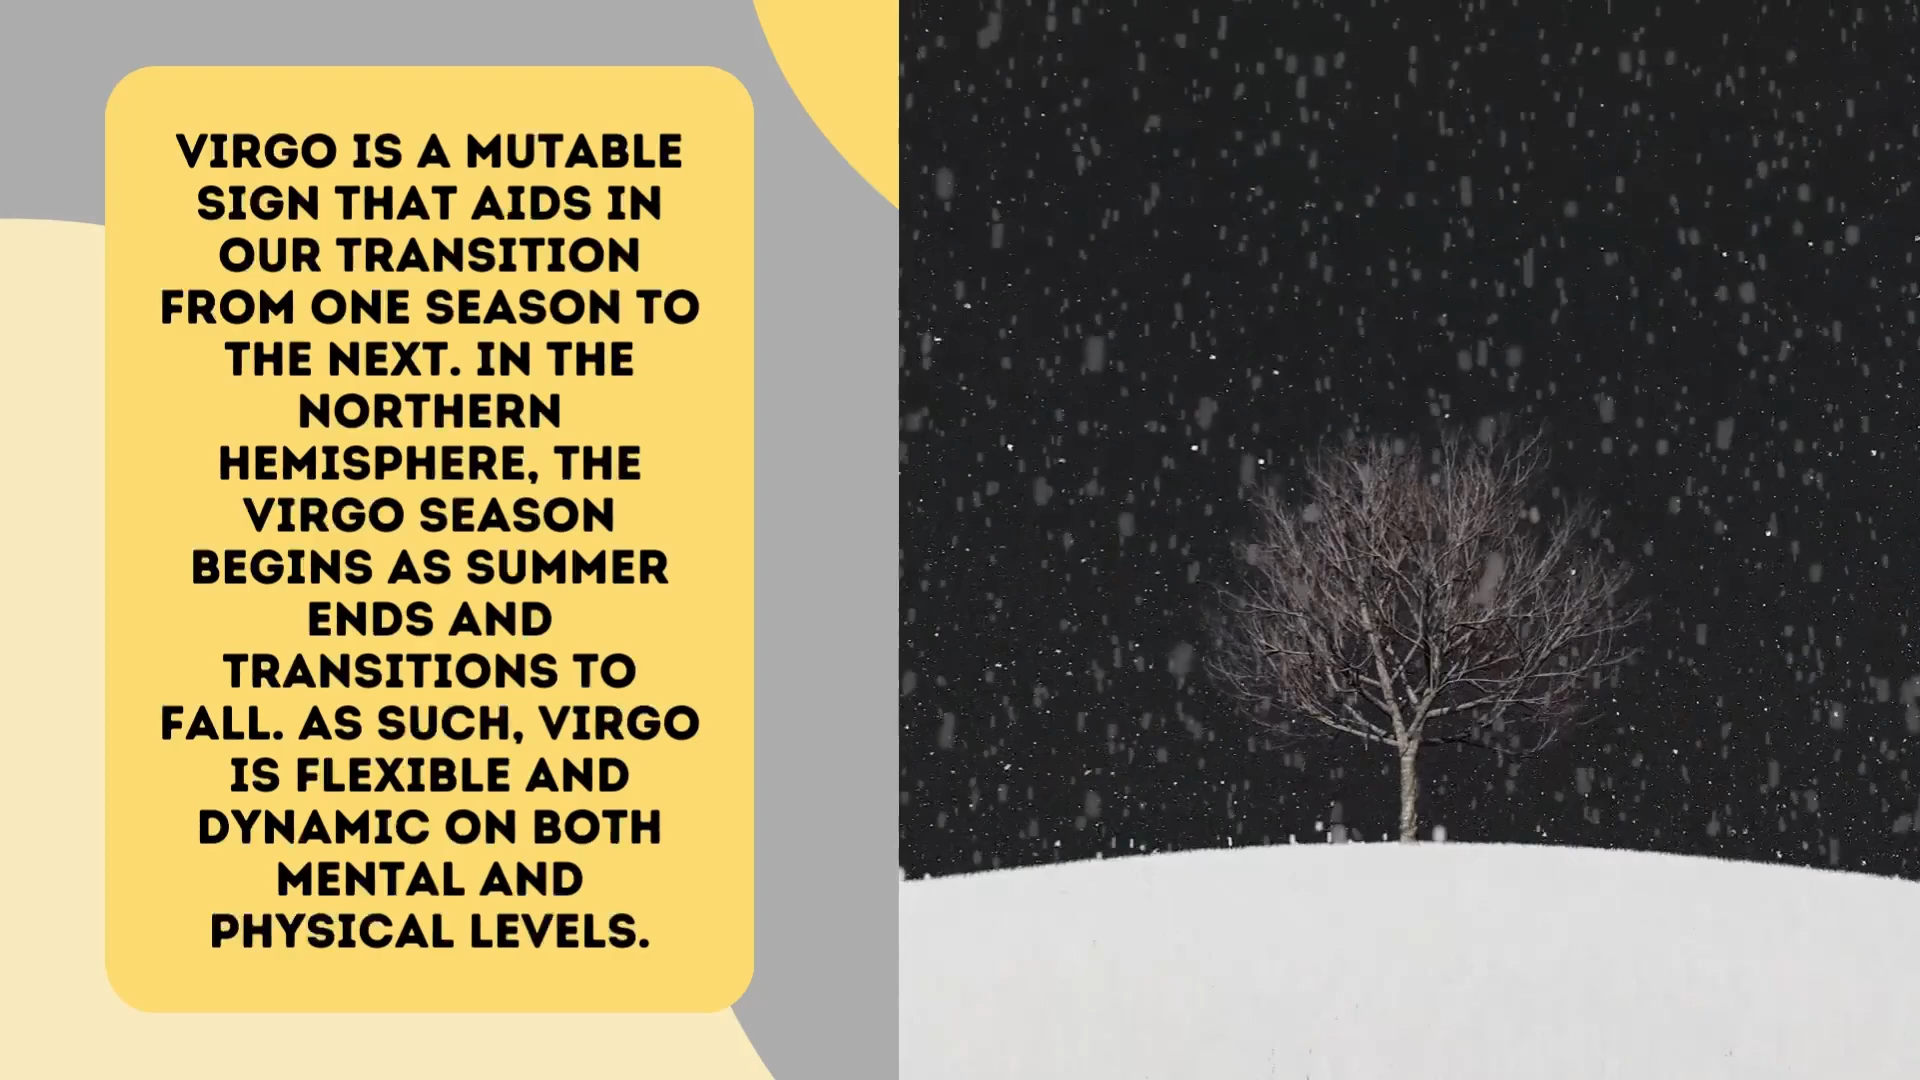 VIRGO IS A MUTABLE
SIGN THAT AIDS IN
OUR TRANSITION
FROM ONE SEASON TO
THE NEXT. IN THE
NORTHERN
HEMISPHERE, THE
VIRGO SEASON
BEGINS AS SUMMER
ENDS AND
TRANSITIONS TO
FALL. AS SUCH, VIRGO
IS FLEXIBLE AND
DYNAMIC ON BOTH
MENTAL AND
PHYSICAL LEVELS.